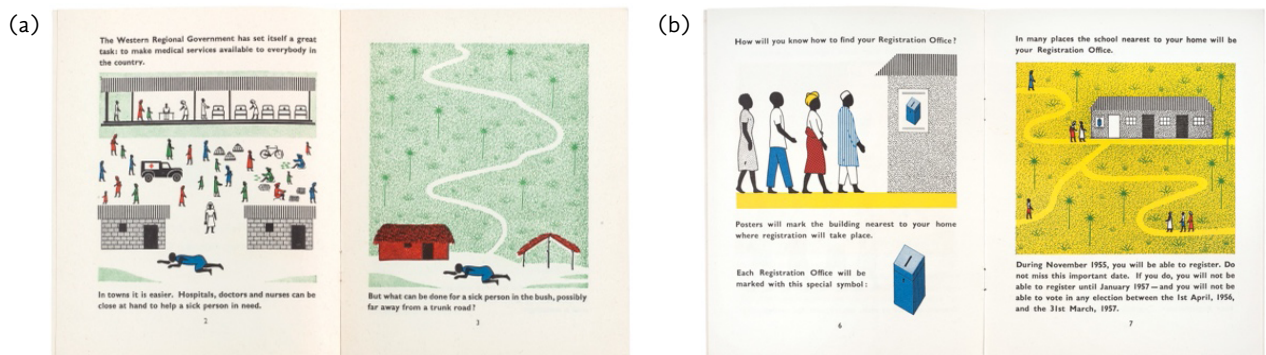 (a)
The Western Regional Government has set itself a great
task: to make medical services available to everybody in
the country.
In towns it is easier. Hospitals, doctors and nurses can be
close at hand to help a sick person in need.
2
But what can be done for a sick person in the bush, possibly
far away from a trunk road?
3
(b)
How will you know how to find your Registration Office?
Posters will mark the building nearest to your home
where registration will take place.
Each Registration Office will be
marked with this special symbol:
6
In many places the school nearest to your home will be
your Registration Office.
During November 1955, you will be able to register. Do
not miss this important date. If you do, you will not be
able to register until January 1957—and you will not be
able to vote in any election between the 1st April, 1956,
and the 31st March, 1957.
7